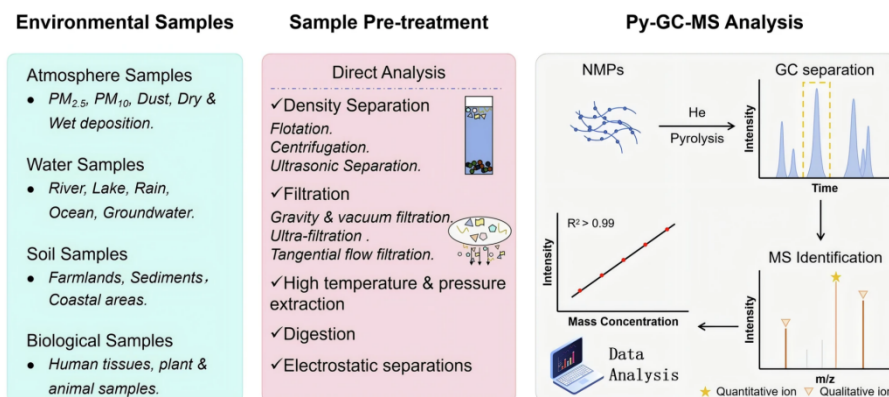 Environmental Samples
Atmosphere Samples
● PM2.5, PM10, Dust, Dry &
Wet deposition.
Water Samples
● River, Lake, Rain,
Ocean, Groundwater.
Soil Samples
● Farmlands, Sediments，
Coastal areas.
Biological Samples
● Human tissues, plant &
animal samples.
Sample Pre-treatment
Direct Analysis
✓Density Separation
Flotation.
Centrifugation.
Ultrasonic Separation.
✓Filtration
Gravity & vacuum filtration.
Ultra-filtration .
Tangential flow filtration.
✓High temperature & pressure
extraction
✓Digestion
✓Electrostatic separations
Py-GC-MS Analysis
NMPs
He
Pyrolysis
GC separation
Intensity
Time
MS Identification
Intensity
m/z
Quantitative ion
Qualitative ion
R² > 0.99
Intensity
Mass Concentration
Data
Analysis